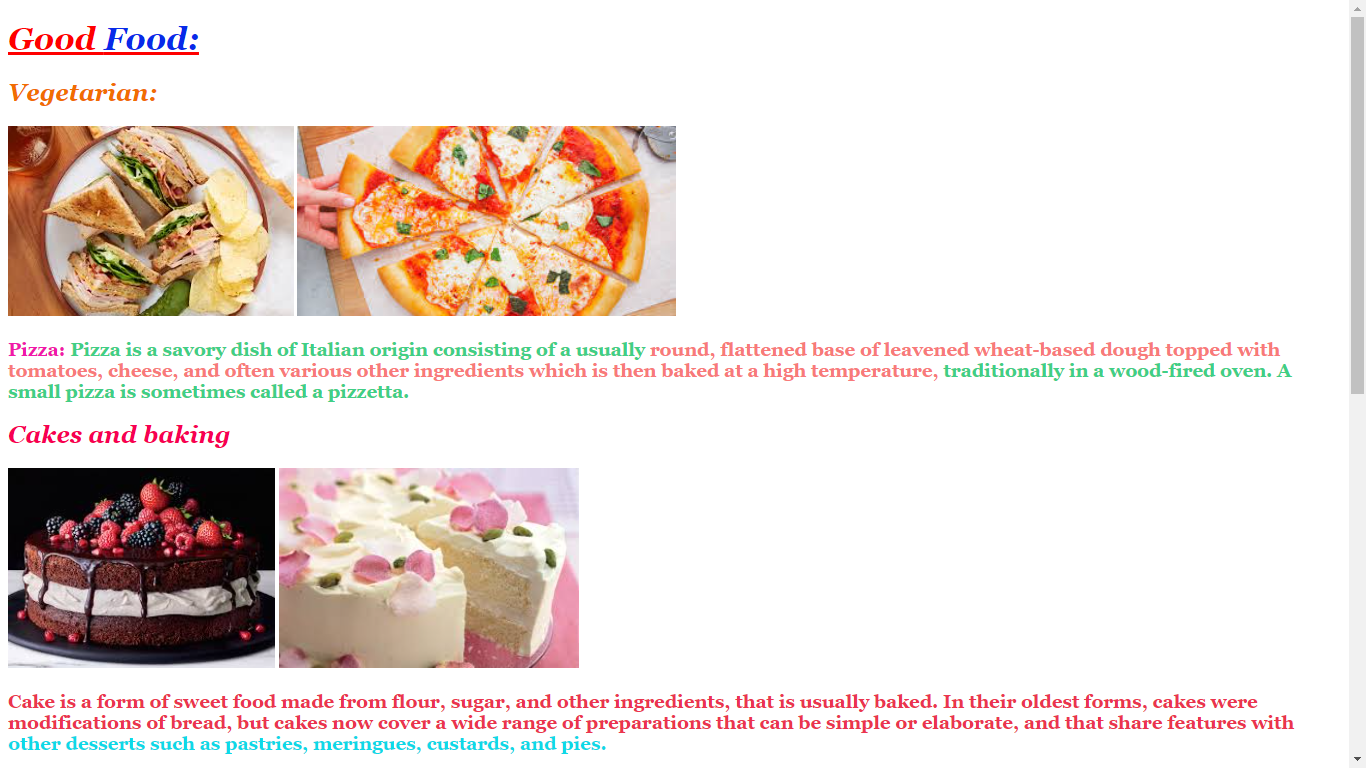 Good Food:
Vegetarian:
Pizza: Pizza is a savory dish of Italian origin consisting of a usually round, flattened base of leavened wheat-based dough topped with
tomatoes, cheese, and often various other ingredients which is then baked at a high temperature, traditionally in a wood-fired oven. A
small pizza is sometimes called a pizzetta.
Cakes and baking
Cake is a form of sweet food made from flour, sugar, and other ingredients, that is usually baked. In their oldest forms, cakes were
modifications of bread, but cakes now cover a wide range of preparations that can be simple or elaborate, and that share features with
other desserts such as pastries, meringues, custards, and pies.